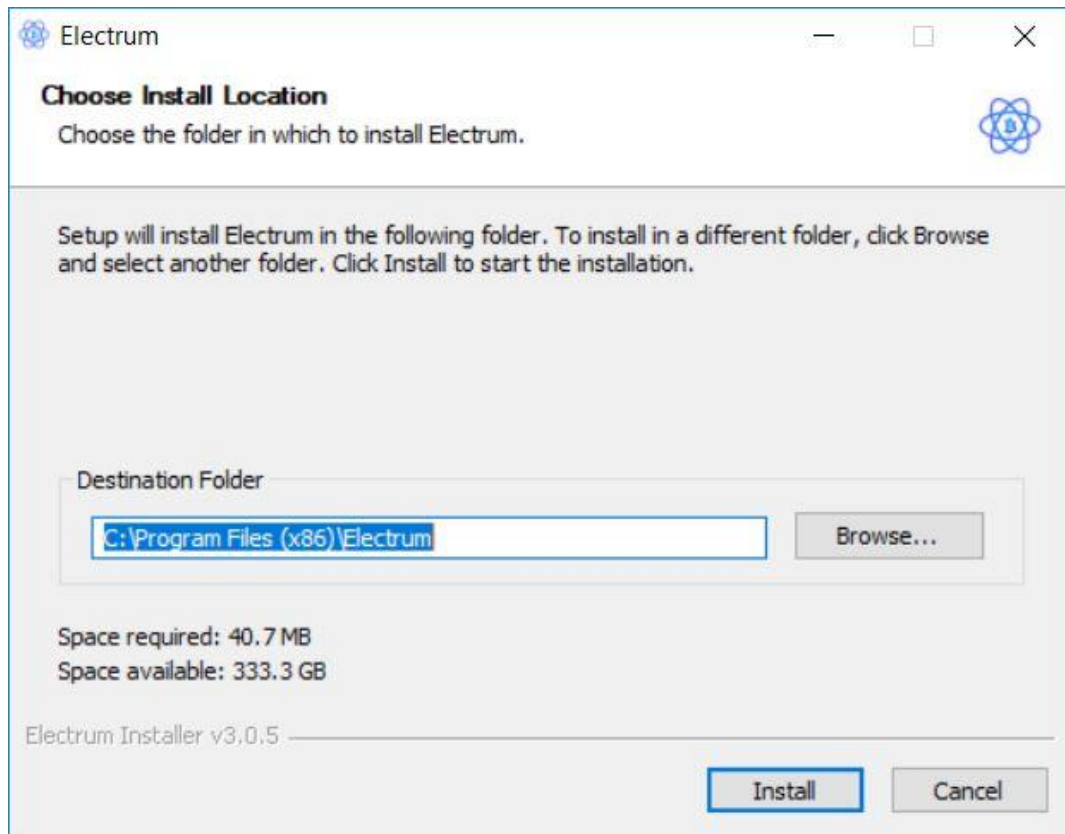 Electrum
Choose Install Location
Choose the folder in which to install Electrum.
Setup will install Electrum in the following folder. To install in a different folder, click Browse
and select another folder. Click Install to start the installation.
Destination Folder
C:\Program Files (x86)\Electrum
Browse...
Space required: 40.7 MB
Space available: 333.3 GB
Electrum Installer v3.0.5
Install
Cancel